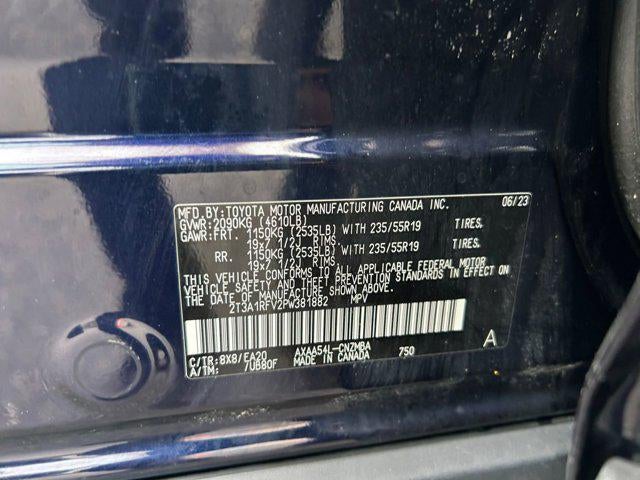 MFD.BY:TOYOTA MOTOR MANUFACTURING CANADA INC. 06/23
GVWR:2090KG (4610LB)
GAWR:FRT. 1150KG (2535LB) WITH 235/55R19 TIRES.
19x7 1/2J RIMS.
RR. 1150KG (2535LB) WITH 235/55R19 TIRES.
19x7 1/2J RIMS.
THIS VEHICLE CONFORMS TO ALL APPLICABLE FEDERAL MOTOR
VEHICLE SAFETY AND THEFT PREVENTION STANDARDS IN EFFECT ON
THE DATE OF MANUFACTURE SHOWN ABOVE.
2T3A1RFV2PW381882 MPV
C/TR:8X8/EA20 AXAA54L-CNZMBA 750 A
A/TM: /U680F MADE IN CANADA